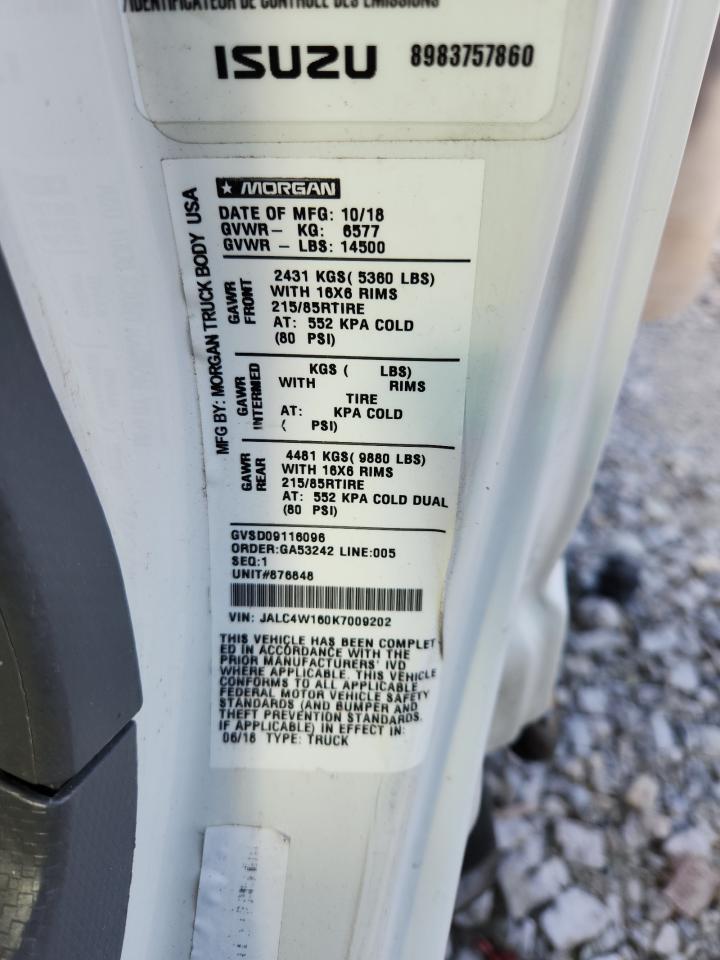 /IDENTIFICATEUR DE CONTRÔLE DES ÉMISSIONS
ISUZU 8983757860
MORGAN
MFG BY: MORGAN TRUCK BODY USA
DATE OF MFG: 10/18
GVWR- KG: 6577
GVWR - LBS: 14500
GAWR FRONT
2431 KGS( 5360 LBS)
WITH 16X6 RIMS
215/85RTIRE
AT: 552 KPA COLD
(80 PSI)
GAWR INTERMED
KGS ( LBS)
WITH RIMS
TIRE
AT: KPA COLD
( PSI)
GAWR REAR
4481 KGS( 9880 LBS)
WITH 16X6 RIMS
215/85RTIRE
AT: 552 KPA COLD DUAL
(80 PSI)
GVSD09116096
ORDER:GA53242 LINE:005
SEQ:1
UNIT#876848
VIN: JALC4W160K7009202
THIS VEHICLE HAS BEEN COMPLET
ED IN ACCORDANCE WITH THE
PRIOR MANUFACTURERS' IVD
WHERE APPLICABLE. THIS VEHICLE
CONFORMS TO ALL APPLICABLE
FEDERAL MOTOR VEHICLE SAFETY
STANDARDS (AND BUMPER AND
THEFT PREVENTION STANDARDS,
IF APPLICABLE) IN EFFECT IN:
06/18 TYPE: TRUCK